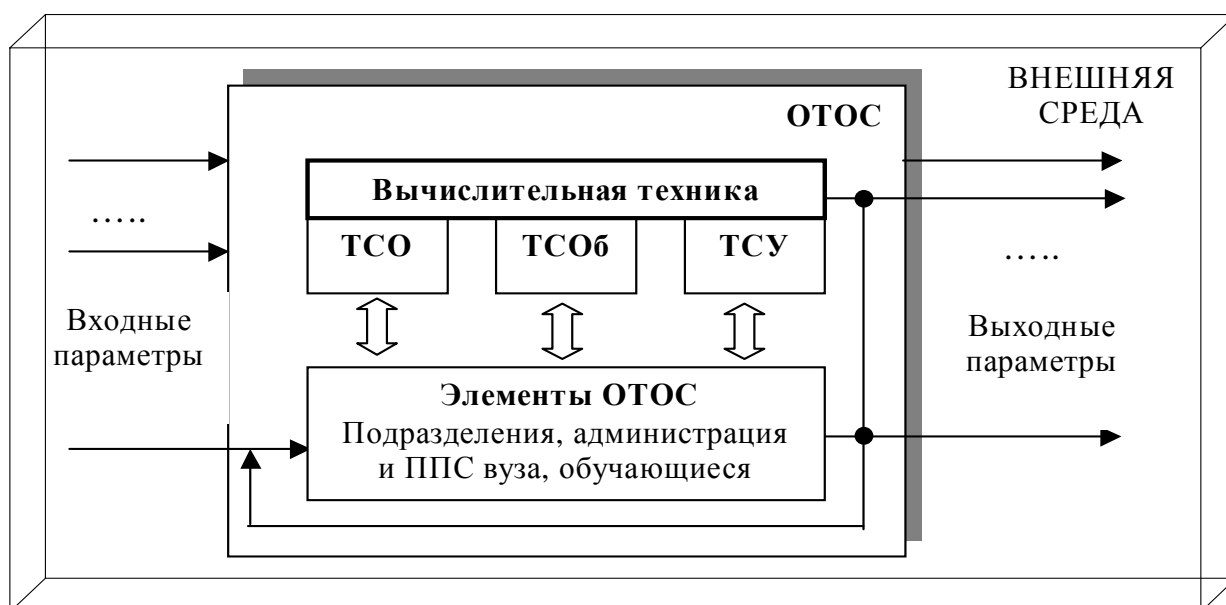 ВНЕШНЯЯ
СРЕДА
ОТОС
Вычислительная техника
.....
ТСО
ТСОб
ТСУ
.....
Входные
параметры
Выходные
параметры
Элементы ОТОС
Подразделения, администрация
и ППС вуза, обучающиеся